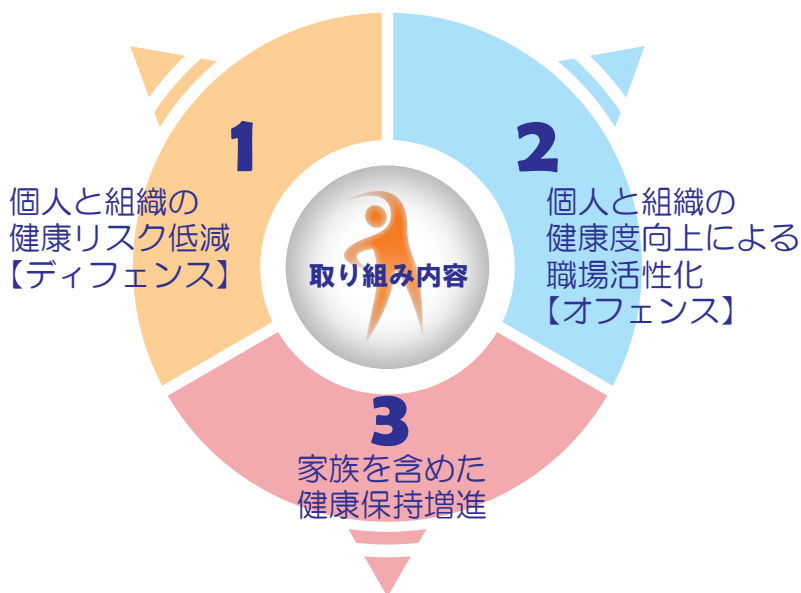 1
個人と組織の
健康リスク低減
【ディフェンス】
2
個人と組織の
健康度向上による
職場活性化
【オフェンス】
取り組み内容
3
家族を含めた
健康保持増進